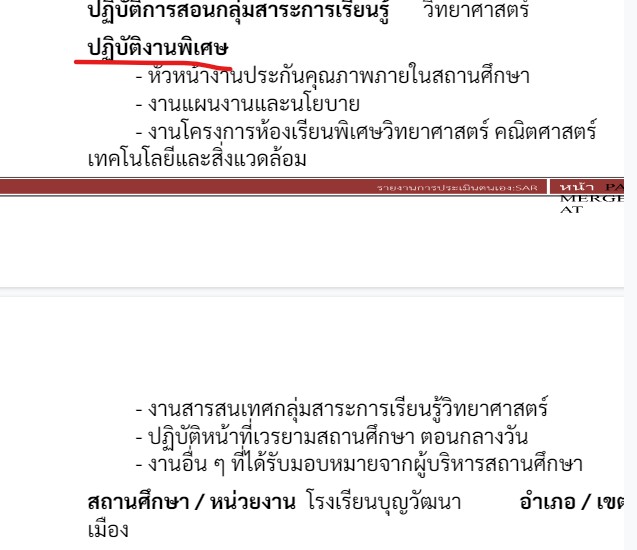 ปฏิบัติการสอนกลุ่มสาระการเรียนรู้ วิทยาศาสตร์
ปฏิบัติงานพิเศษ
- หัวหน้างานประกันคุณภาพภายในสถานศึกษา
- งานแผนงานและนโยบาย
- งานโครงการห้องเรียนพิเศษวิทยาศาสตร์ คณิตศาสตร์
เทคโนโลยีและสิ่งแวดล้อม
รายงานการประเมินตนเอง:SAR หน้า PA
MERGE
AT
- งานสารสนเทศกลุ่มสาระการเรียนรู้วิทยาศาสตร์
- ปฏิบัติหน้าที่เวรยามสถานศึกษา ตอนกลางวัน
- งานอื่น ๆ ที่ได้รับมอบหมายจากผู้บริหารสถานศึกษา
สถานศึกษา / หน่วยงาน โรงเรียนบุญวัฒนา อำเภอ / เขต
เมือง